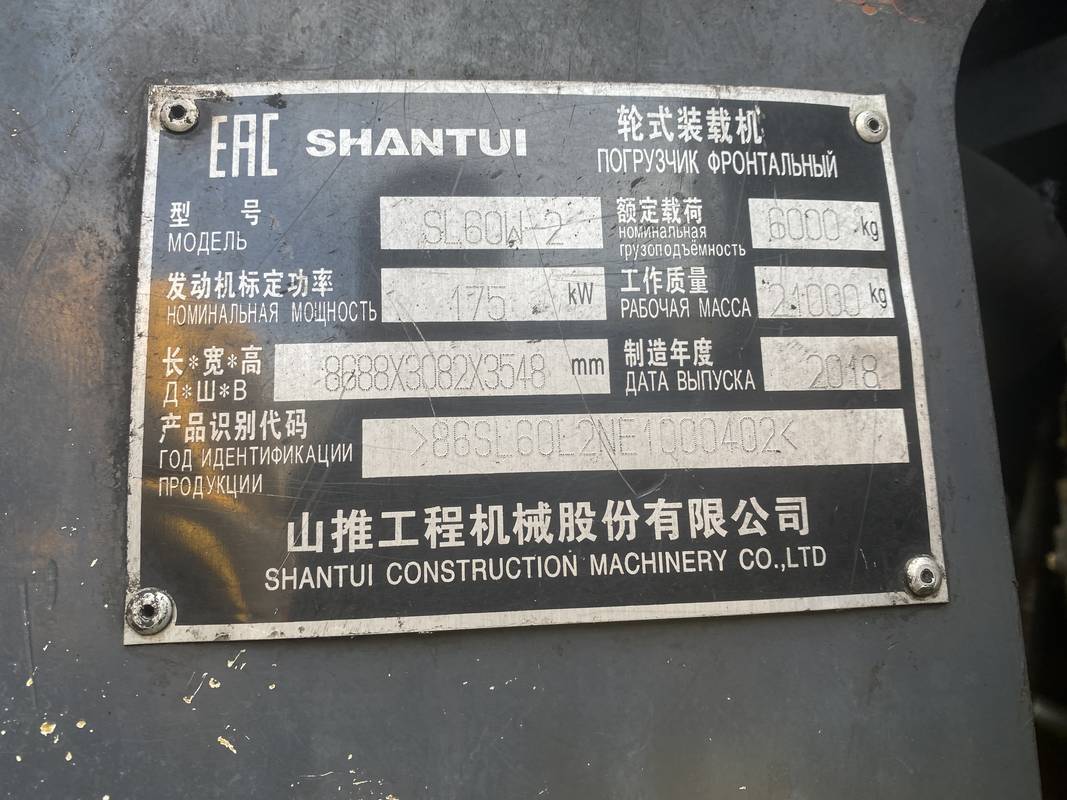 EAC SHANTUI 轮式装载机
ПОГРУЗЧИК ФРОНТАЛЬНЫЙ
型 号 SL60W-2 额定载荷 6000 kg
МОДЕЛЬ номинальная грузоподъёмность
发动机标定功率 175 kW 工作质量 21000 kg
НОМИНАЛЬНАЯ МОЩНОСТЬ РАБОЧАЯ МАССА
长*宽*高 8688X3082X3548 mm 制造年度 2018
Д*Ш*В ДАТА ВЫПУСКА
产品识别代码 >86SL60L2NE1000402<
ГОД ИДЕНТИФИКАЦИИ
ПРОДУКЦИИ
山推工程机械股份有限公司
SHANTUI CONSTRUCTION MACHINERY CO.,LTD